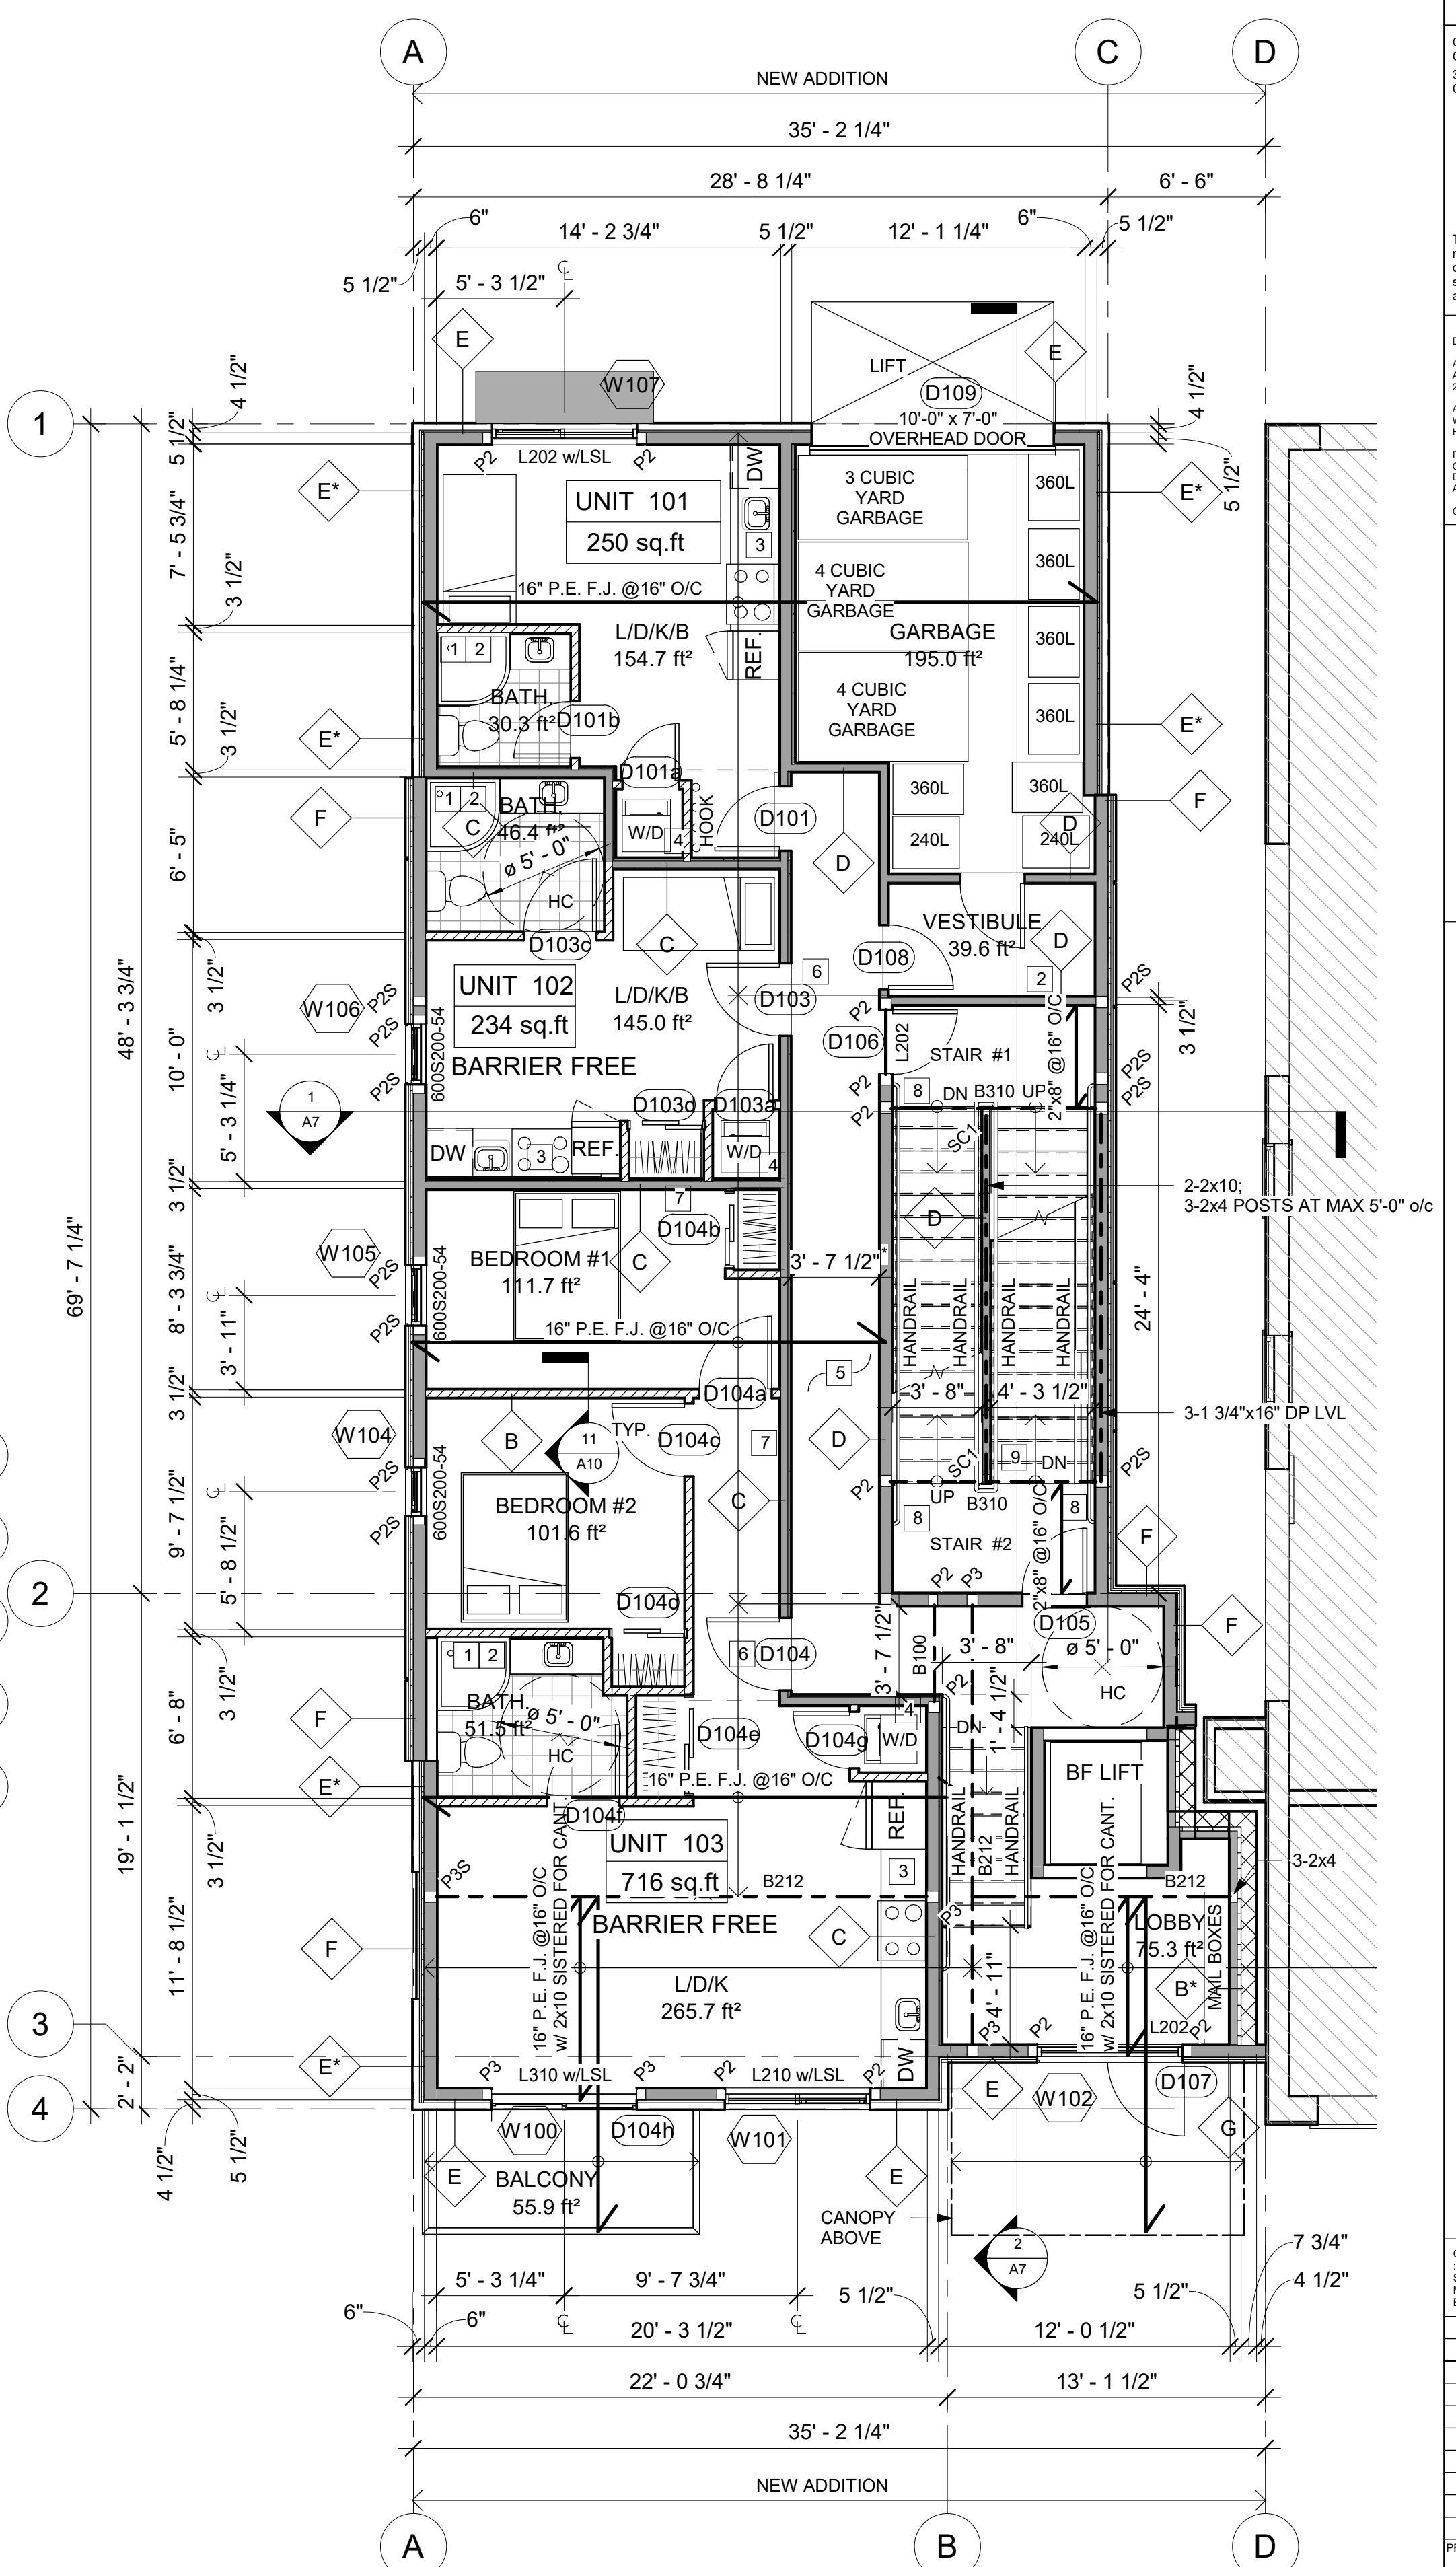 A
C
D
NEW ADDITION
35' - 2 1/4"
28' - 8 1/4"
6' - 6"
6"
14' - 2 3/4"
5 1/2"
12' - 1 1/4"
6"
5 1/2"
5 1/2"
5' - 3 1/2"
E
W107
LIFT
E
D109
10'-0" x 7'-0"
OVERHEAD DOOR
1
4 1/2"
5 1/2"
4 1/2"
5 1/2"
P2
L202 w/LSL
P2
DW
E*
UNIT 101
250 sq.ft
3
3 CUBIC
YARD
GARBAGE
360L
E*
7' - 5 3/4"
3 1/2"
16" P.E. F.J. @16" O/C
4 CUBIC
YARD
GARBAGE
360L
L/D/K/B
154.7 ft²
REF.
GARBAGE
195.0 ft²
360L
1 2
BATH.
30.3 ft²
D101b
4 CUBIC
YARD
GARBAGE
360L
5' - 8 1/4"
3 1/2"
E*
E*
D101a
HOOK
W/D
4
D101
360L
360L
240L
240L
D
D
F
F
1 2
BATH.
46.4 ft²
C
ø 5' - 0"
HC
6' - 5"
3 1/2"
D103c
C
VESTIBULE
39.6 ft²
D
D108
2
6
D103
UNIT 102
234 sq.ft
L/D/K/B
145.0 ft²
BARRIER FREE
W106
P2S
P2S
P2S
600S200-54
48' - 3 3/4"
10' - 0"
5' - 3 1/4"
1
A7
P2
L202
D106
P2
P2
STAIR #1
2"x8" @16" O/C
P2S
P2S
P2S
3 1/2"
8
DN
B310
UP
SC1
D103d
D103a
DW
3
REF.
W/D
4
3 1/2"
7
D104b
D
2-2x10;
3-2x4 POSTS AT MAX 5'-0" o/c
69' - 7 1/4"
W105
P2S
P2S
600S200-54
BEDROOM #1
111.7 ft²
C
3' - 7 1/2"*
24' - 4"
8' - 3 3/4"
3' - 11"
16" P.E. F.J. @16" O/C
HANDRAIL
HANDRAIL
HANDRAIL
HANDRAIL
5
D104a
3' - 8"
4' - 3 1/2"
3-1 3/4"x16" DP LVL
3 1/2"
W104
B
TYP.
11
A10
D104c
7
D
P2S
P2S
600S200-54
SC1
9
DN
P2S
C
P2
UP
B310
BEDROOM #2
101.6 ft²
8
8
9' - 7 1/2"
5' - 8 1/2"
STAIR #2
2"x8" @16" O/C
F
2
P2
P3
D104d
D105
F
3 1/2"
1 2
6
D104
3' - 7 1/2"
B100
3' - 8"
ø 5' - 0"
HC
P2
6' - 8"
F
BATH.
51.5 ft²
ø 5' - 0"
HC
D104e
D104g
4
W/D
DN
1' - 4 1/2"
BF LIFT
E*
16" P.E. F.J. @16" O/C
D104f
REF.
HANDRAIL
B212
HANDRAIL
19' - 1 1/2"
3 1/2"
UNIT 103
716 sq.ft
3
3-2x4
P3S
B212
B212
BARRIER FREE
16" P.E. F.J. @16" O/C
w/ 2x10 SISTERED FOR CANT.
16" P.E. F.J. @16" O/C
w/ 2x10 SISTERED FOR CANT.
C
P3
LOBBY
75.3 ft²
MAIL BOXES
B*
F
11' - 8 1/2"
L/D/K
265.7 ft²
4' - 11"
3
E*
P3
P2
L202
P2
P3
L310 w/LSL
P3
P2
L210 w/LSL
P2
DW
2' - 2"
4
E
W102
D107
G
4 1/2"
5 1/2"
W100
D104h
W101
E
BALCONY
55.9 ft²
E
CANOPY
ABOVE
2
A7
7 3/4"
4 1/2"
5' - 3 1/4"
9' - 7 3/4"
5 1/2"
5 1/2"
6"
6"
20' - 3 1/2"
12' - 0 1/2"
22' - 0 3/4"
13' - 1 1/2"
35' - 2 1/4"
NEW ADDITION
A
B
D